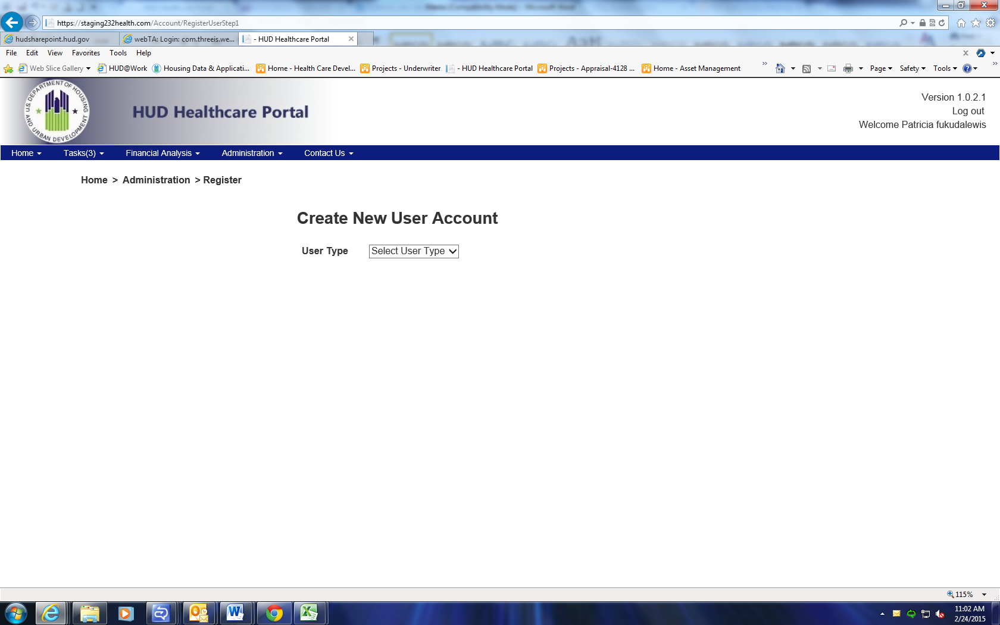 https://staging232health.com/Account/RegisterUserStep1
hudsharepoint.hud.gov
webTA: Login: com.threeis.we...
- HUD Healthcare Portal
File Edit View Favorites Tools Help
Web Slice Gallery HUD@Work Housing Data & Applicati... Home - Health Care Devel... Projects - Underwriter - HUD Healthcare Portal Projects - Appraisal-4128 ... Home - Asset Management Page Safety Tools
U.S. DEPARTMENT OF HOUSING AND URBAN DEVELOPMENT
HUD Healthcare Portal
Version 1.0.2.1
Log out
Welcome Patricia fukudalewis
Home Tasks(3) Financial Analysis Administration Contact Us
Home > Administration > Register
Create New User Account
User Type Select User Type
115%
11:02 AM
2/24/2015